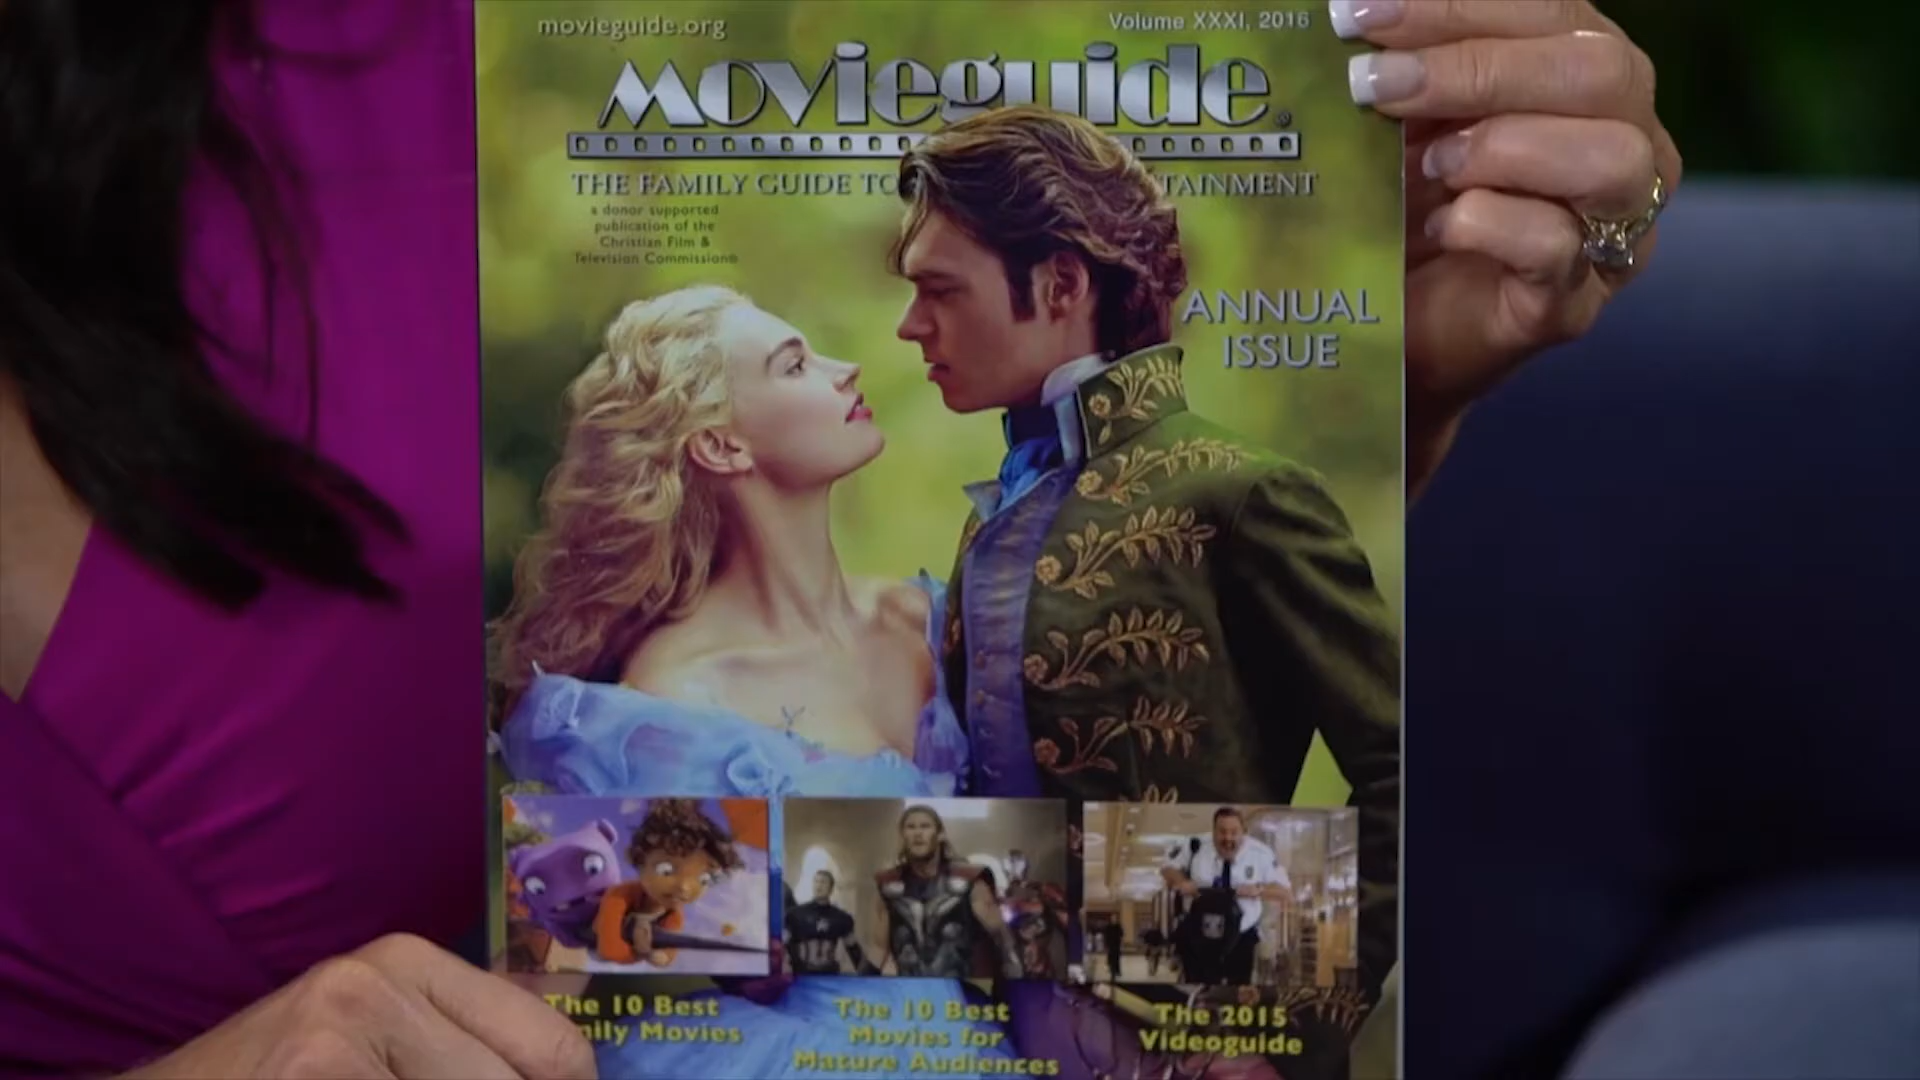 movieguide.org
Volume XXXI, 2016
movieguide®
THE FAMILY GUIDE TO TAINMENT
a donor supported
publication of the
Christian Film &
Television Commission®
ANNUAL
ISSUE
The 10 Best
mily Movies
The 10 Best
Movies for
Mature Audiences
The 2015
Videoguide